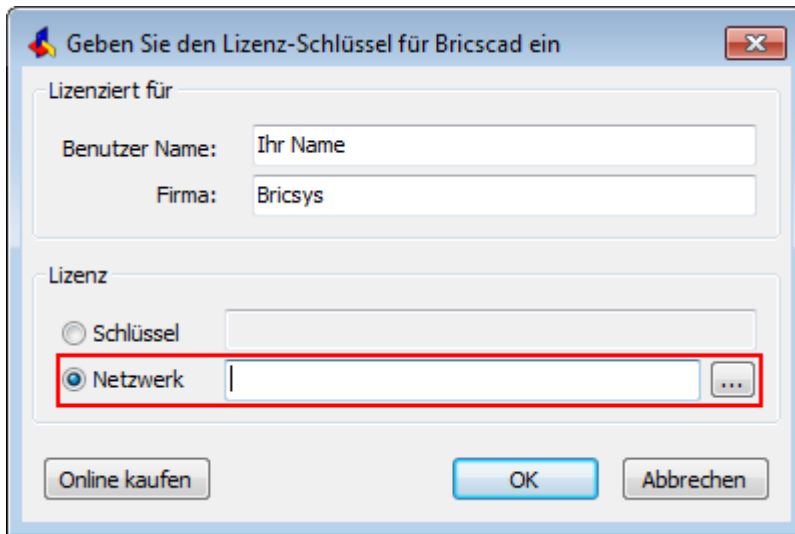 Geben Sie den Lizenz-Schlüssel für Bricscad ein
Lizenziert für
Benutzer Name: Ihr Name
Firma: Bricsys
Lizenz
Schlüssel
Netzwerk ...
Online kaufen OK Abbrechen